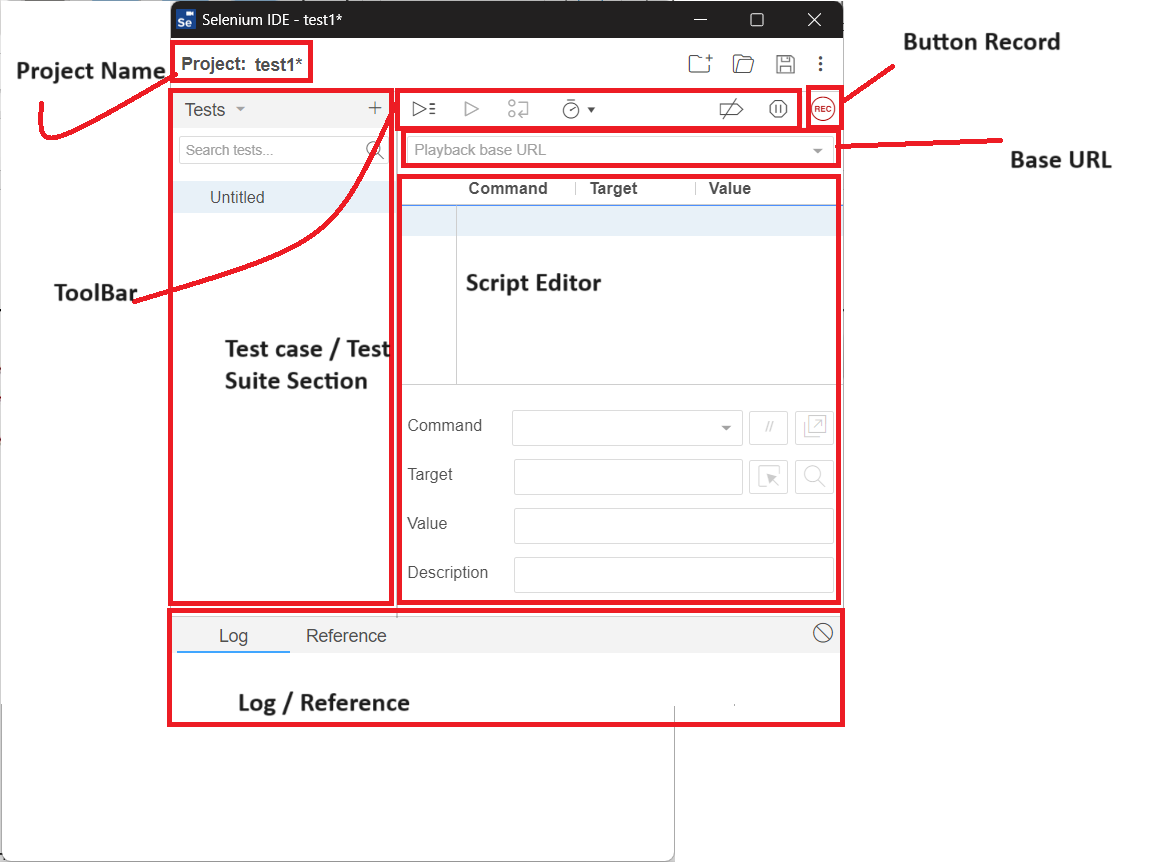 Se Selenium IDE - test1*
Button Record
Project Name
Project: test1*
Tests
REC
Search tests...
Playback base URL
Base URL
Untitled
Command Target Value
ToolBar
Script Editor
Test case / Test
Suite Section
Command
//
Target
Value
Description
Log Reference
Log / Reference